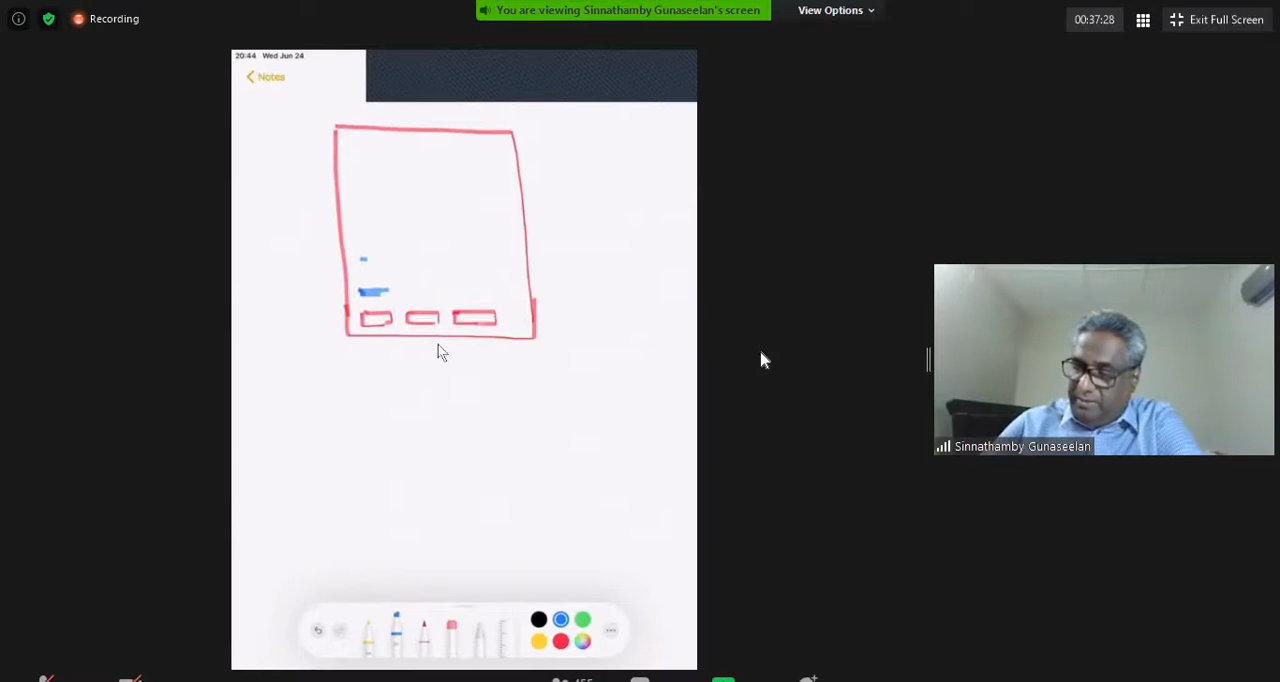 Recording
You are viewing Sinnathamby Gunaseelan's screen
View Options
00:37:28
Exit Full Screen
20:44 Wed Jun 24
Notes
Sinnathamby Gunaseelan